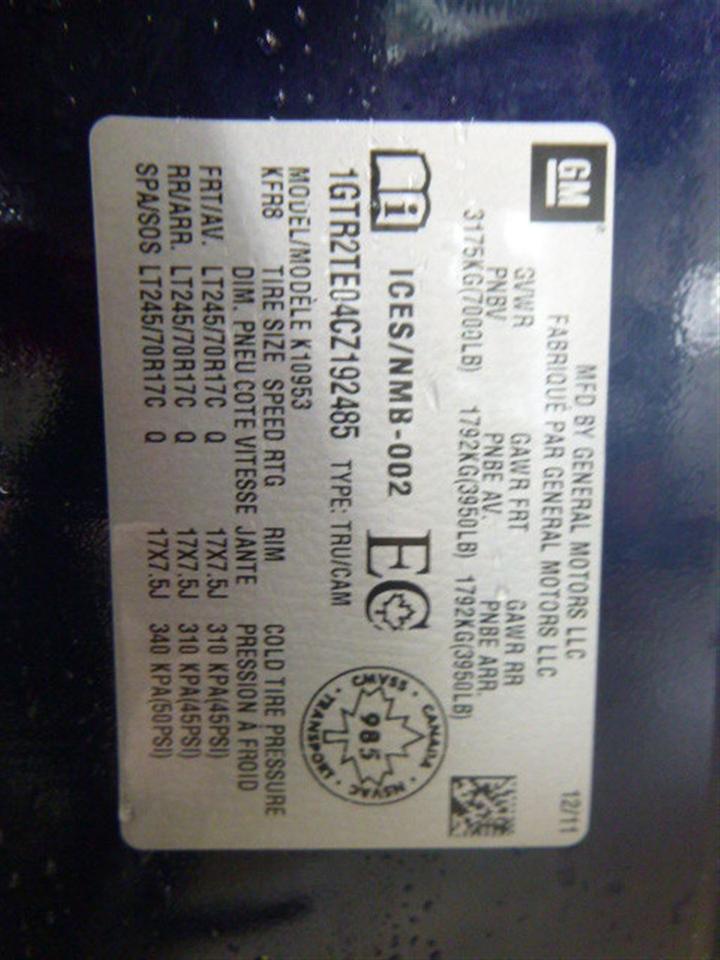 GM
MFD BY GENERAL MOTORS LLC 12/11
FABRIQUÉ PAR GENERAL MOTORS LLC
GVWR GAWR FRT GAWR RR
PNBV PNBE AV. PNBE ARR.
3175KG(7000LB) 1792KG(3950LB) 1792KG(3950LB)
i ICES/NMB-002 EC
1GTR2TE04CZ192485 TYPE: TRU/CAM
CANADA · NSVAC · TRANSPORT · CMVSS ·
985
MODEL/MODÈLE K10953
KFR8 TIRE SIZE SPEED RTG RIM COLD TIRE PRESSURE
DIM. PNEU COTE VITESSE JANTE PRESSION À FROID
FRT/AV. LT245/70R17C Q 17X7.5J 310 KPA(45PSI)
RR/ARR. LT245/70R17C Q 17X7.5J 310 KPA(45PSI)
SPA/SOS LT245/70R17C Q 17X7.5J 340 KPA(50PSI)